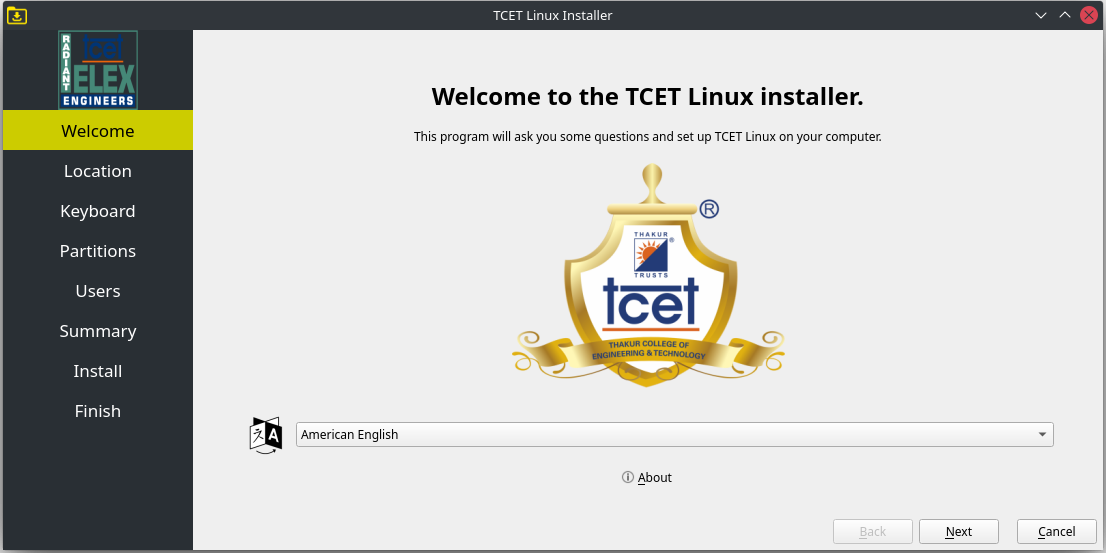 TCET Linux Installer
RADIANT
tcet
ELEX
ENGINEERS
Welcome
Location
Keyboard
Partitions
Users
Summary
Install
Finish
Welcome to the TCET Linux installer.
This program will ask you some questions and set up TCET Linux on your computer.
®
THAKUR
®
TRUSTS
tcet
THAKUR COLLEGE OF
ENGINEERING & TECHNOLOGY
A
American English
About
Back
Next
Cancel